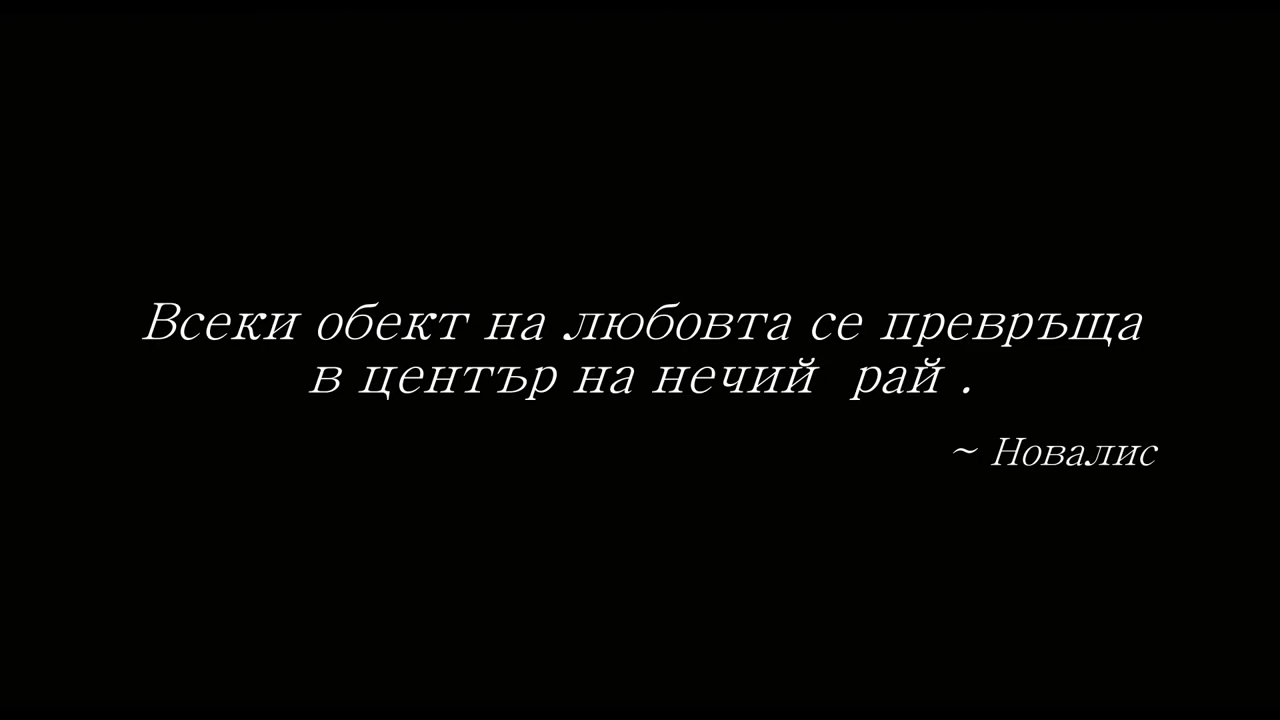 Всеки обект на любовта се превръща
в център на нечий  рай .
~ Новалис